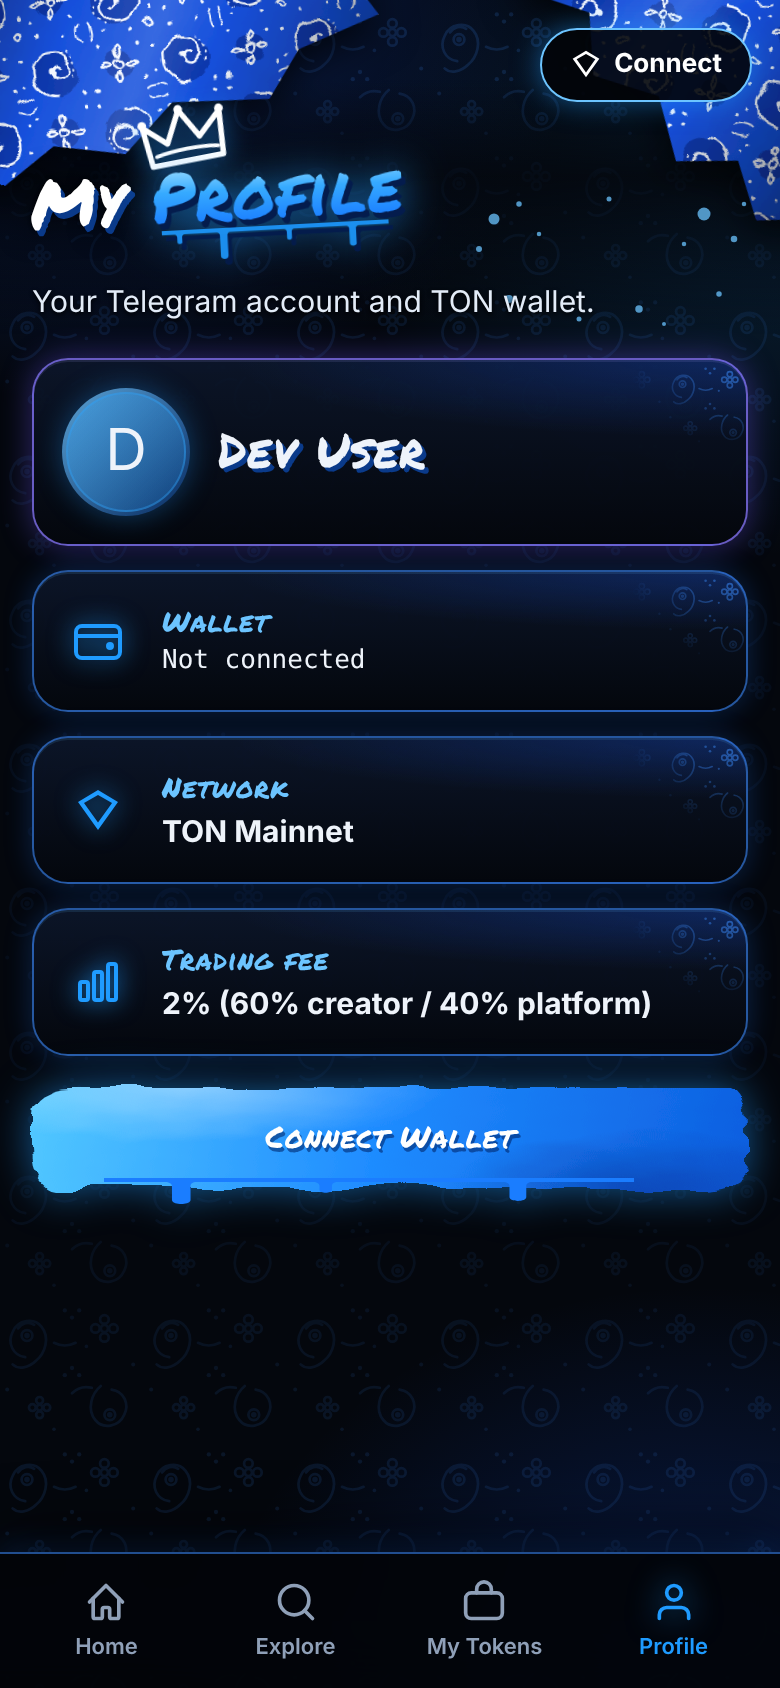 Connect
My Profile
Your Telegram account and TON wallet.
D
Dev User
Wallet
Not connected
Network
TON Mainnet
Trading fee
2% (60% creator / 40% platform)
Connect Wallet
Home
Explore
My Tokens
Profile